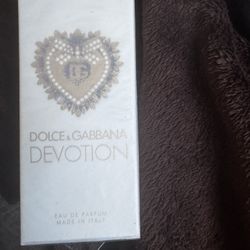 DG
DOLCE & GABBANA
DEVOTION
EAU DE PARFUM
MADE IN ITALY